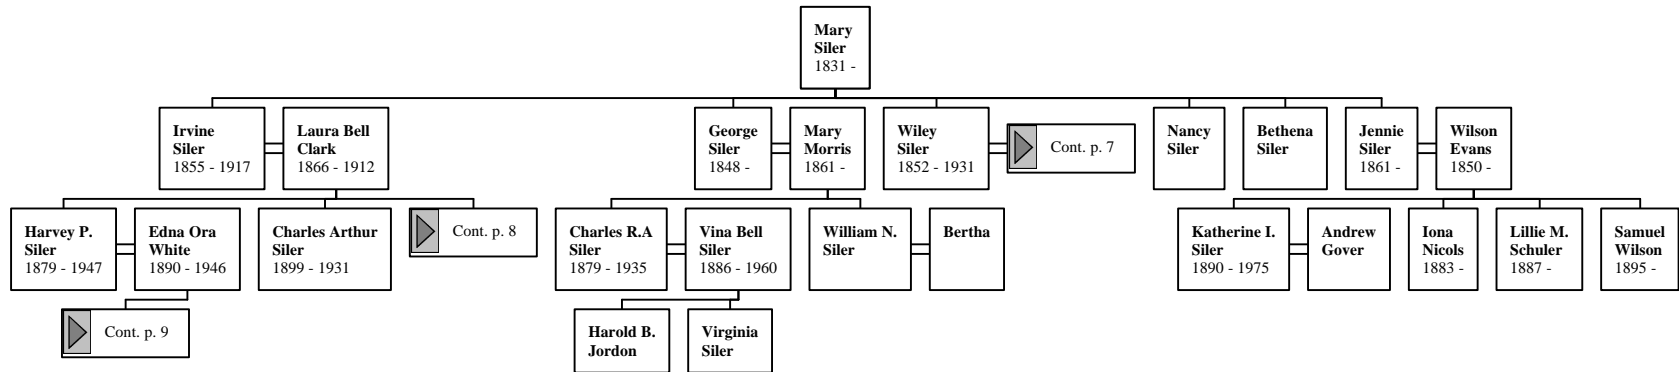 Mary
Siler
1831 -
Irvine
Siler
1855 - 1917
Laura Bell
Clark
1866 - 1912
George
Siler
1848 -
Mary
Morris
1861 -
Wiley
Siler
1852 - 1931
Cont. p. 7
Nancy
Siler
Bethena
Siler
Jennie
Siler
1861 -
Wilson
Evans
1850 -
Harvey P.
Siler
1879 - 1947
Edna Ora
White
1890 - 1946
Charles Arthur
Siler
1899 - 1931
Cont. p. 8
Charles R.A
Siler
1879 - 1935
Vina Bell
Siler
1886 - 1960
William N.
Siler
Bertha
Katherine I.
Siler
1890 - 1975
Andrew
Gover
Iona
Nicols
1883 -
Lillie M.
Schuler
1887 -
Samuel
Wilson
1895 -
Cont. p. 9
Harold B.
Jordon
Virginia
Siler